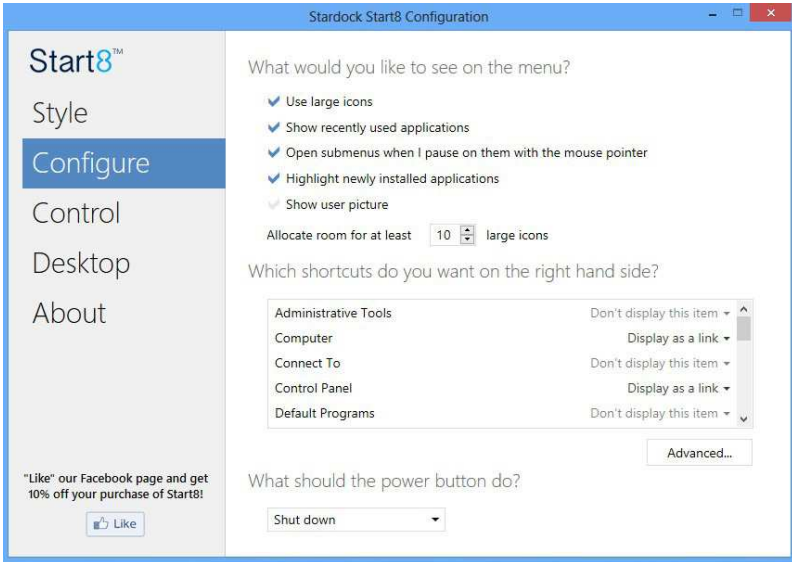 Stardock Start8 Configuration
Start8™
Style
Configure
Control
Desktop
About
"Like" our Facebook page and get
10% off your purchase of Start8!
Like
What would you like to see on the menu?
Use large icons
Show recently used applications
Open submenus when I pause on them with the mouse pointer
Highlight newly installed applications
Show user picture
Allocate room for at least 10 large icons
Which shortcuts do you want on the right hand side?
Administrative Tools Don't display this item
Computer Display as a link
Connect To Don't display this item
Control Panel Display as a link
Default Programs Don't display this item
Advanced...
What should the power button do?
Shut down